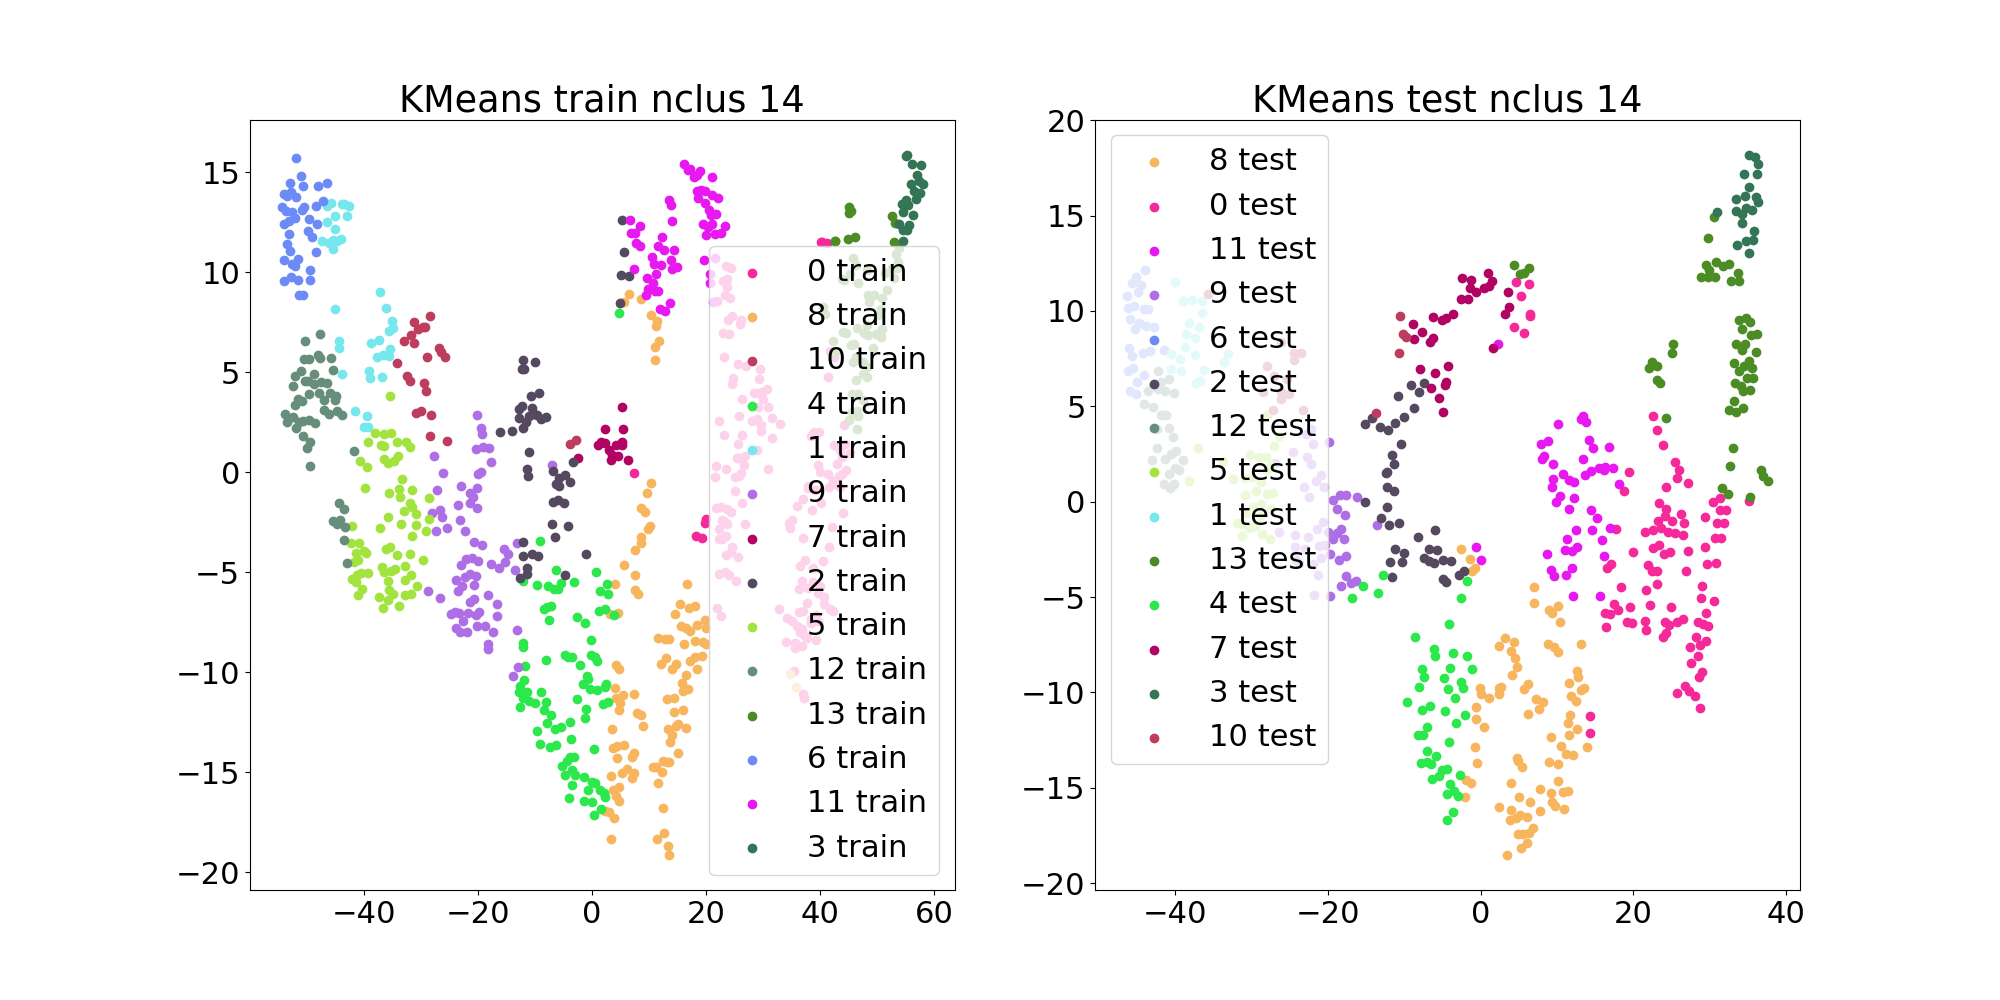 KMeans train nclus 14
15
10
5
0
−5
−10
−15
−20
−40
−20
0
20
40
60
0 train
8 train
10 train
4 train
1 train
9 train
7 train
2 train
5 train
12 train
13 train
6 train
11 train
3 train
KMeans test nclus 14
20
15
10
5
0
−5
−10
−15
−20
−40
−20
0
20
40
8 test
0 test
11 test
9 test
6 test
2 test
12 test
5 test
1 test
13 test
4 test
7 test
3 test
10 test